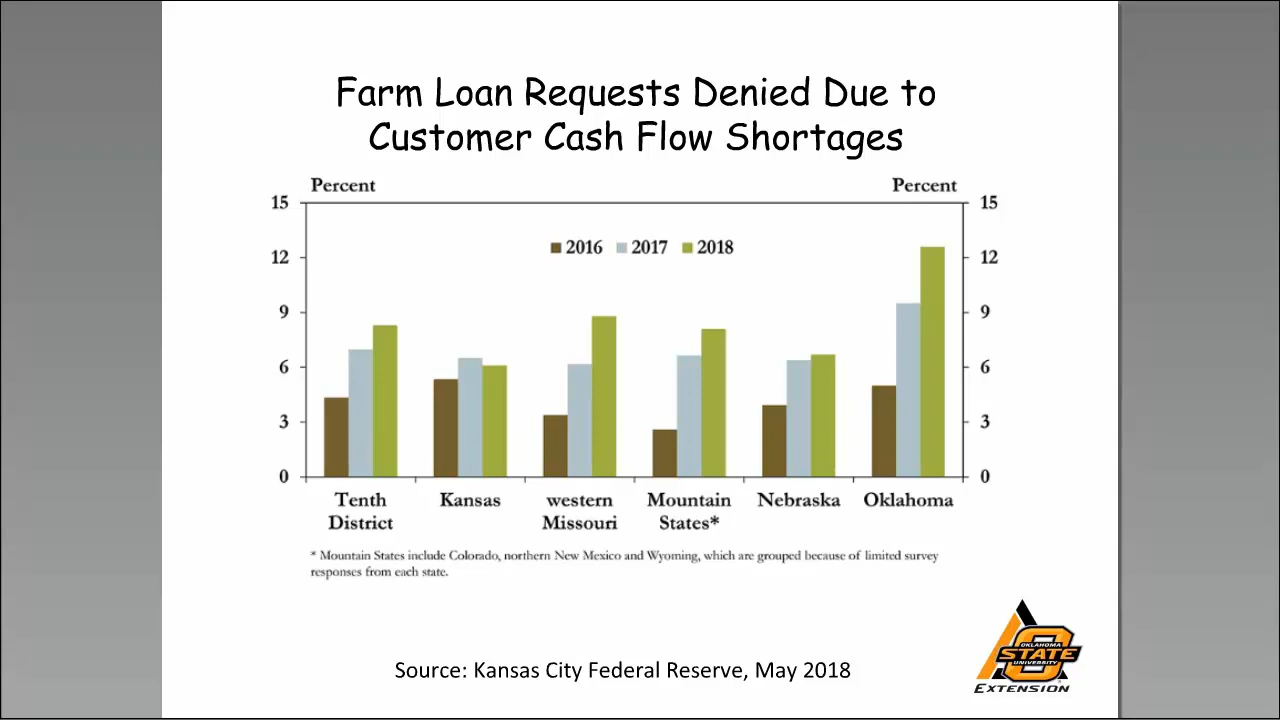 Farm Loan Requests Denied Due to
Customer Cash Flow Shortages
Percent Percent
15 15
2016 2017 2018
12 12
9 9
6 6
3 3
0 0
Tenth District
Kansas
western Missouri
Mountain States*
Nebraska
Oklahoma
* Mountain States include Colorado, northern New Mexico and Wyoming, which are grouped because of limited survey
responses from each state.
OKLAHOMA
STATE
UNIVERSITY
EXTENSION
Source: Kansas City Federal Reserve, May 2018